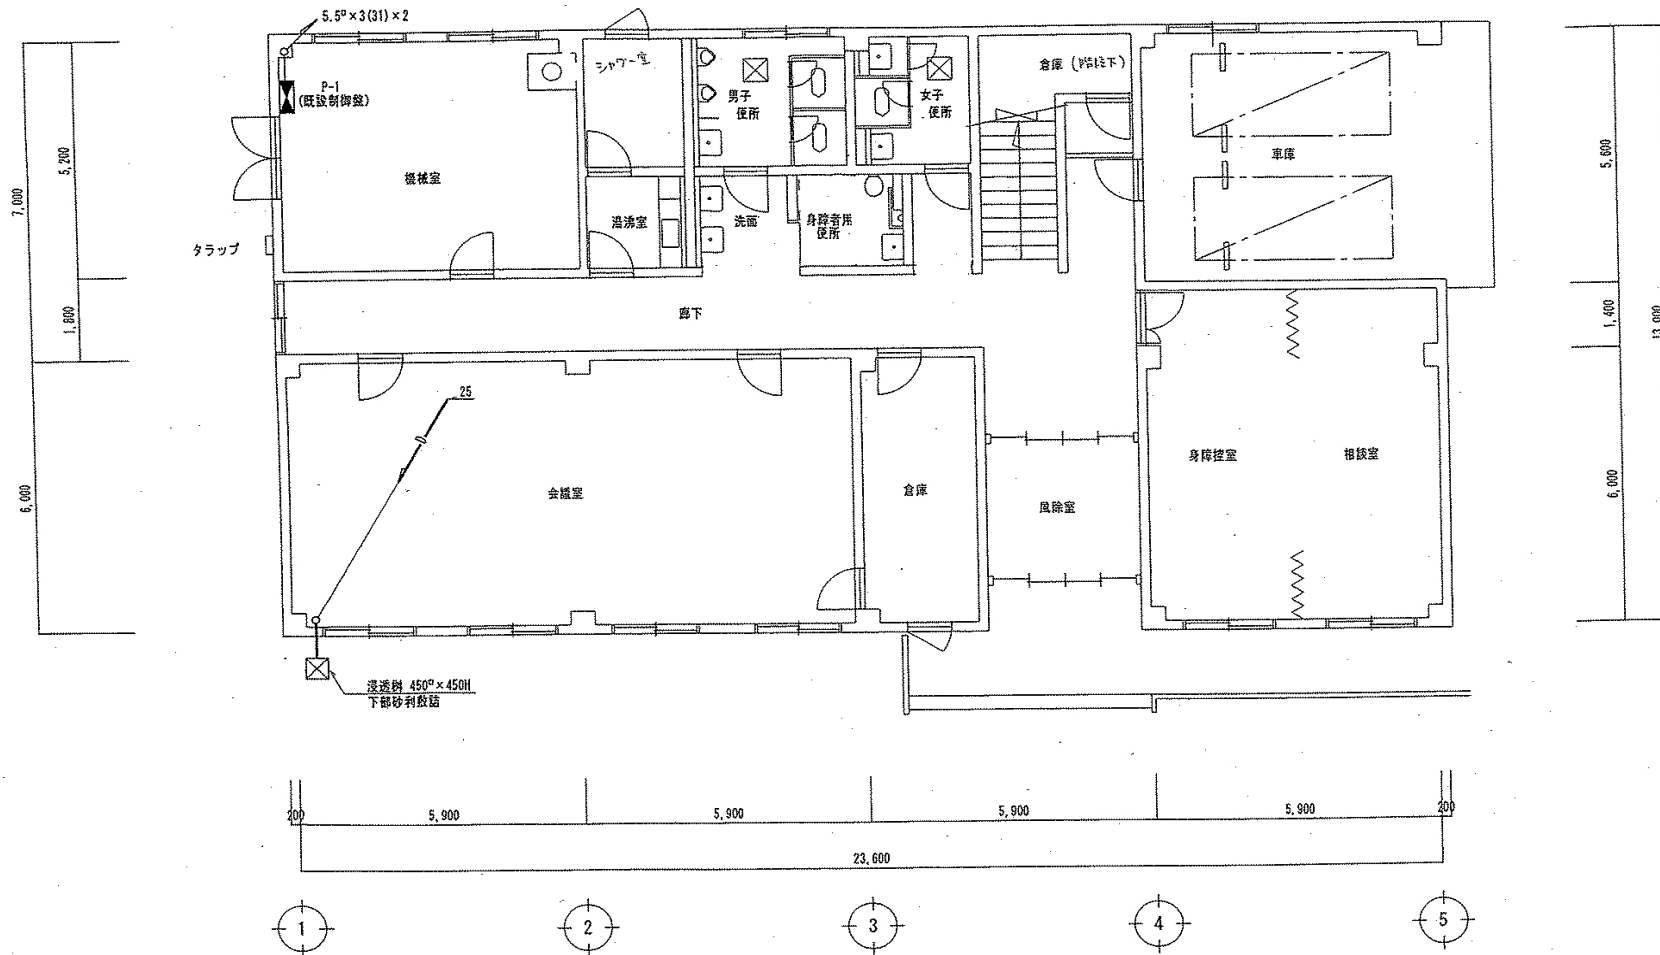 5.5□×3(31)×2
P-1
(既設制御盤)
シャワー室
男子
便所
女子
便所
倉庫 (階段下)
車庫
機械室
湯沸室
洗面
身障者用
便所
タラップ
廊下
25
会議室
倉庫
風除室
身障控室
相談室
浸透桝 450□×450H
下部砂利敷詰
7,000
5,200
1,800
6,000
5,600
1,400
6,000
13,000
200
5,900
5,900
5,900
5,900
200
23,600
1
2
3
4
5